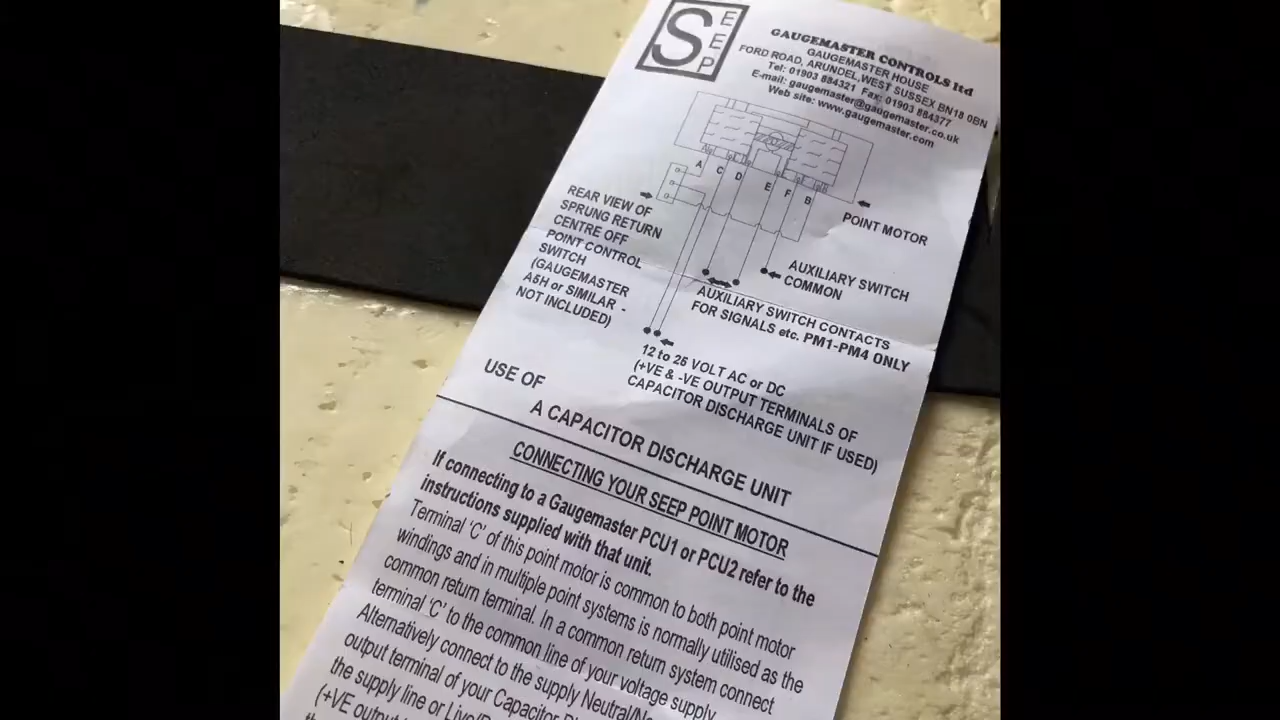 S
E
E
P
GAUGEMASTER CONTROLS ltd
GAUGEMASTER HOUSE
FORD ROAD, ARUNDEL, WEST SUSSEX BN18 0BN
Tel: 01903 884321 Fax: 01903 884377
E-mail: gaugemaster@gaugemaster.co.uk
Web site: www.gaugemaster.com
A C D E F B
POINT MOTOR
REAR VIEW OF
SPRUNG RETURN
CENTRE OFF
POINT CONTROL
SWITCH
(GAUGEMASTER
A5H or SIMILAR -
NOT INCLUDED)
AUXILIARY SWITCH
COMMON
AUXILIARY SWITCH CONTACTS
FOR SIGNALS etc. PM1-PM4 ONLY
12 to 25 VOLT AC or DC
(+VE & -VE OUTPUT TERMINALS OF
CAPACITOR DISCHARGE UNIT IF USED)
USE OF
A CAPACITOR DISCHARGE UNIT
CONNECTING YOUR SEEP POINT MOTOR
If connecting to a Gaugemaster PCU1 or PCU2 refer to the
instructions supplied with that unit.
Terminal 'C' of this point motor is common to both point motor
windings and in multiple point systems is normally utilised as the
common return terminal. In a common return system connect
terminal 'C' to the common line of your voltage supply
Alternatively connect to the supply Neutral/
output terminal of your Capacitor
the supply line or
(+VE output